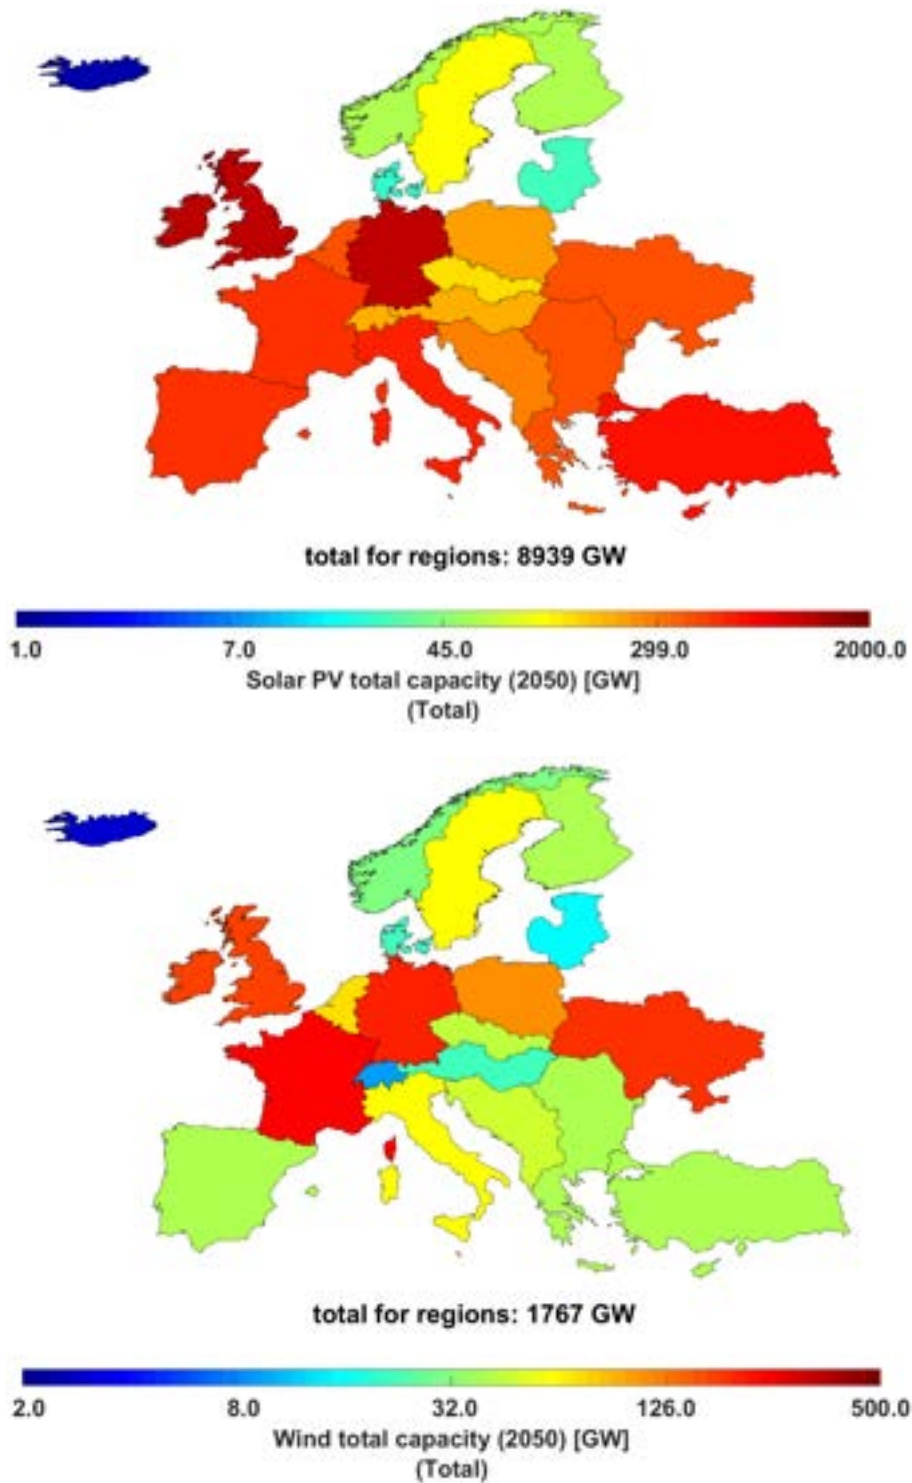 total for regions: 8939 GW
1.0 7.0 45.0 299.0 2000.0
Solar PV total capacity (2050) [GW]
(Total)
total for regions: 1767 GW
2.0 8.0 32.0 126.0 500.0
Wind total capacity (2050) [GW]
(Total)